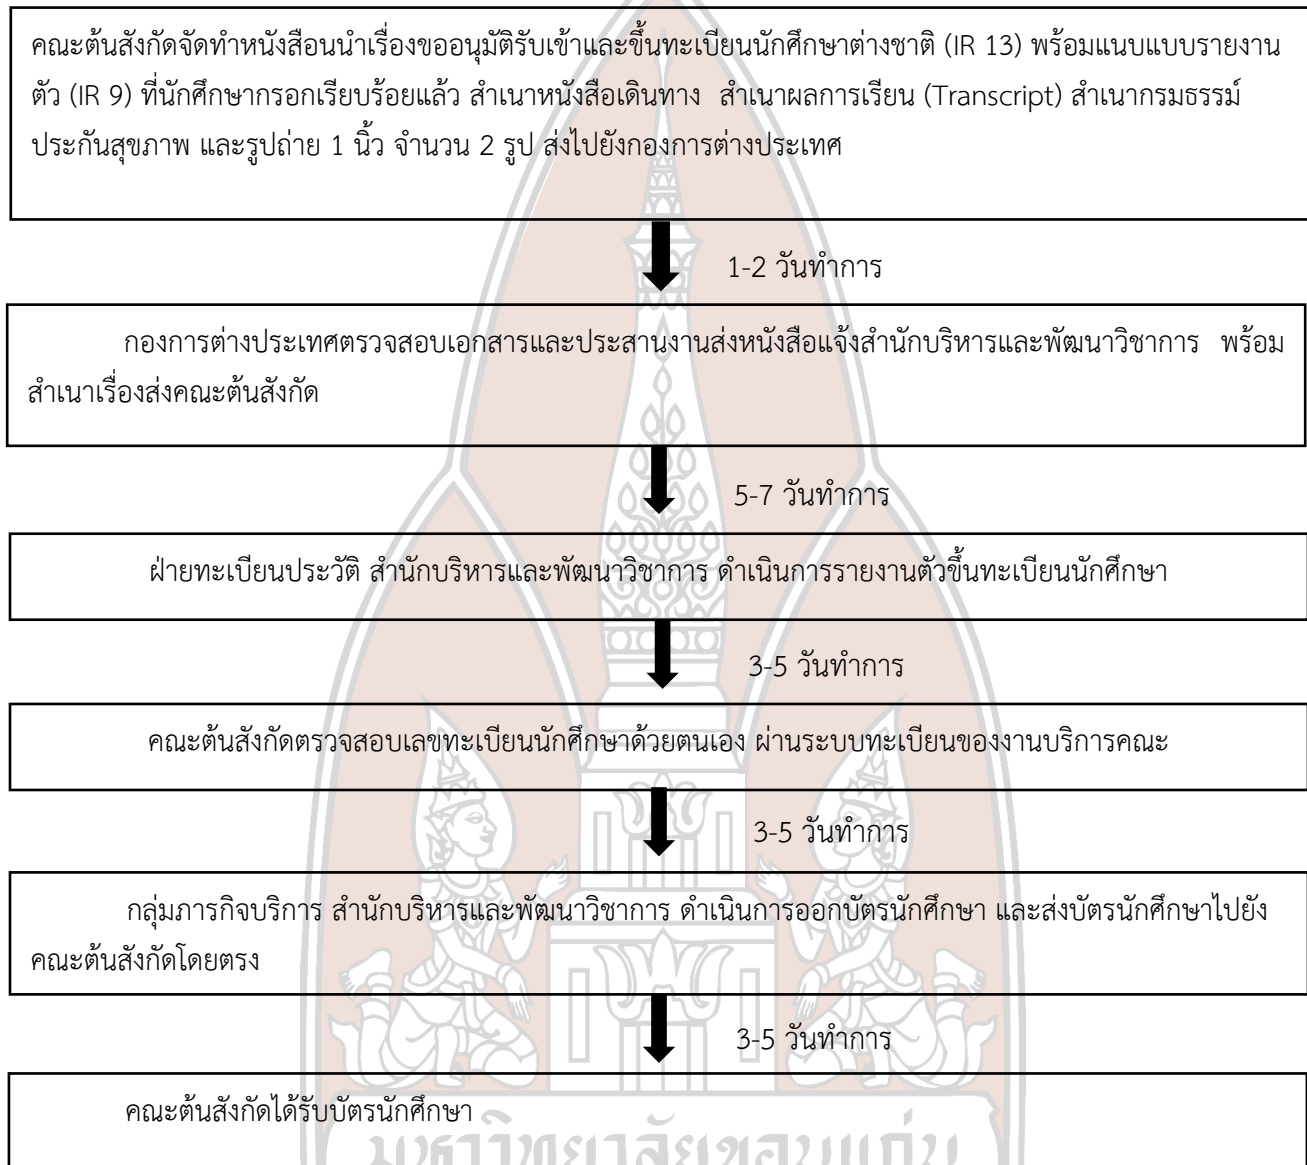 คณะต้นสังกัดจัดทำหนังสือนนำเรื่องขออนุมัติรับเข้าและขึ้นทะเบียนนักศึกษาต่างชาติ (IR 13) พร้อมแนบแบบรายงาน
ตัว (IR 9) ที่นักศึกษากรอกเรียบร้อยแล้ว สำเนาหนังสือเดินทาง สำเนาผลการเรียน (Transcript) สำเนากรมธรรม์
ประกันสุขภาพ และรูปถ่าย 1 นิ้ว จำนวน 2 รูป ส่งไปยังกองการต่างประเทศ
1-2 วันทำการ
กองการต่างประเทศตรวจสอบเอกสารและประสานงานส่งหนังสือแจ้งสำนักบริหารและพัฒนาวิชาการ พร้อม
สำเนาเรื่องส่งคณะต้นสังกัด
5-7 วันทำการ
ฝ่ายทะเบียนประวัติ สำนักบริหารและพัฒนาวิชาการ ดำเนินการรายงานตัวขึ้นทะเบียนนักศึกษา
3-5 วันทำการ
คณะต้นสังกัดตรวจสอบเลขทะเบียนนักศึกษาด้วยตนเอง ผ่านระบบทะเบียนของงานบริการคณะ
3-5 วันทำการ
กลุ่มภารกิจบริการ สำนักบริหารและพัฒนาวิชาการ ดำเนินการออกบัตรนักศึกษา และส่งบัตรนักศึกษาไปยัง
คณะต้นสังกัดโดยตรง
3-5 วันทำการ
คณะต้นสังกัดได้รับบัตรนักศึกษา
มหาวิทยาลัยขอนแก่น